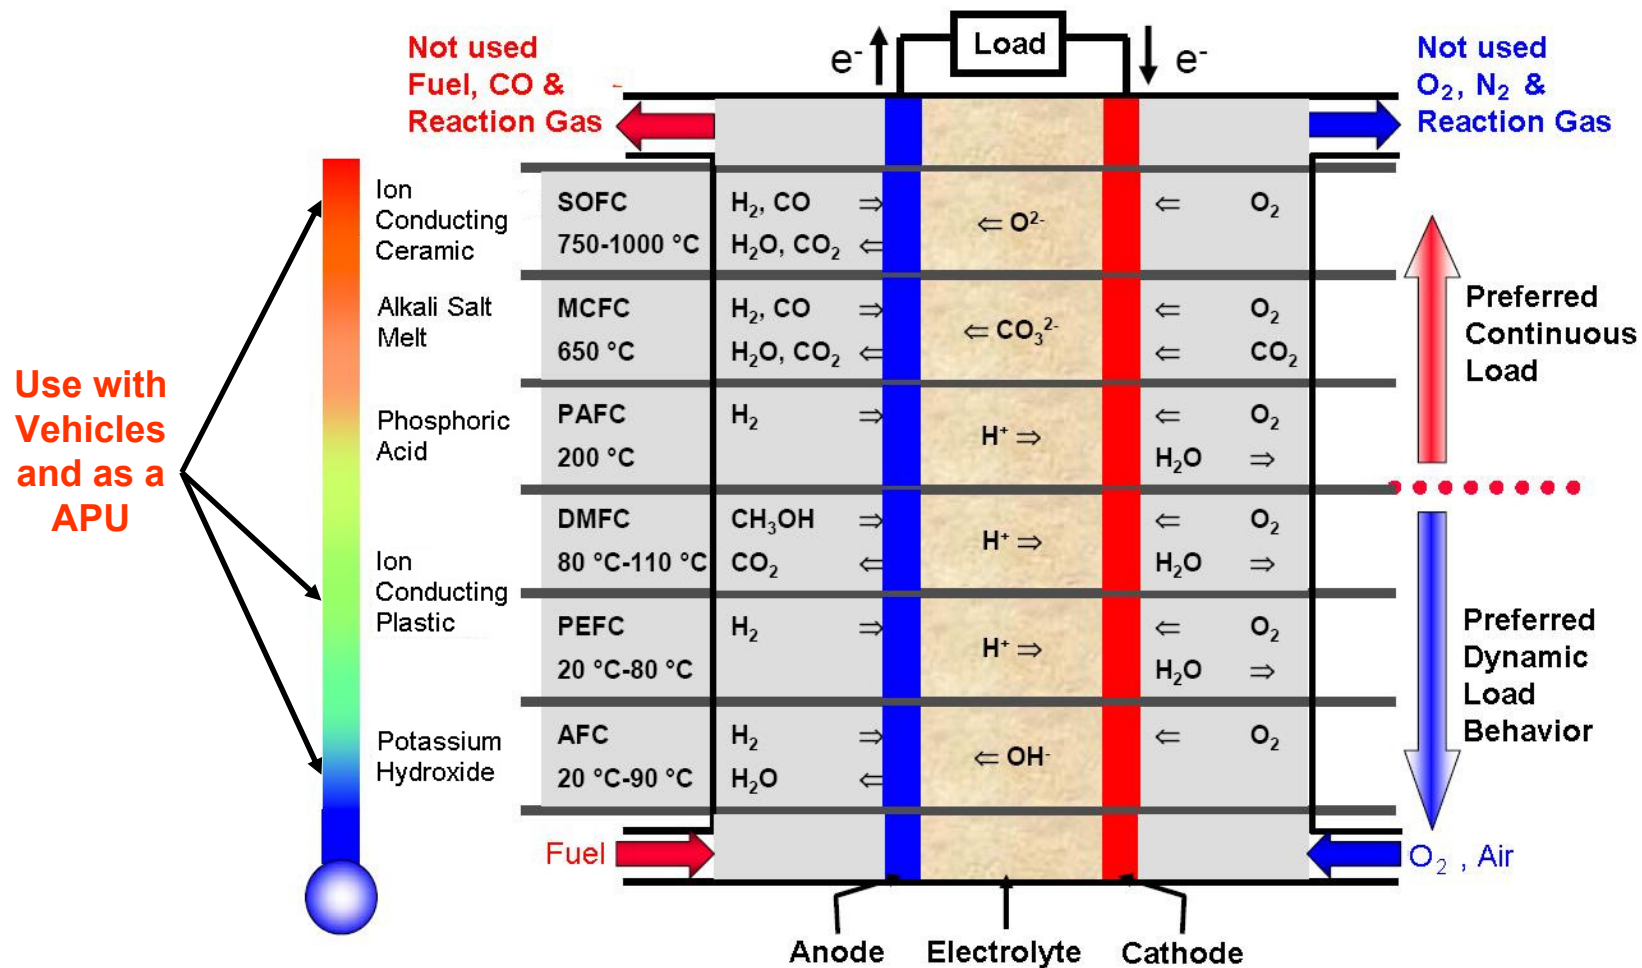 Not used
Fuel, CO &
Reaction Gas
e⁻
Load
e⁻
Not used
O₂, N₂ &
Reaction Gas
Use with
Vehicles
and as a
APU
Ion
Conducting
Ceramic
SOFC
750-1000 °C
H₂, CO ⇒
H₂O, CO₂ ⇐
⇐ O²⁻
⇐ O₂
Alkali Salt
Melt
MCFC
650 °C
H₂, CO ⇒
H₂O, CO₂ ⇐
⇐ CO₃²⁻
⇐ O₂
⇐ CO₂
Phosphoric
Acid
PAFC
200 °C
H₂ ⇒
H⁺ ⇒
⇐ O₂
H₂O ⇒
Ion
Conducting
Plastic
DMFC
80 °C-110 °C
CH₃OH ⇒
CO₂ ⇐
H⁺ ⇒
⇐ O₂
H₂O ⇒
PEFC
20 °C-80 °C
H₂ ⇒
H⁺ ⇒
⇐ O₂
H₂O ⇒
Potassium
Hydroxide
AFC
20 °C-90 °C
H₂ ⇒
H₂O ⇐
⇐ OH⁻
⇐ O₂
Preferred
Continuous
Load
Preferred
Dynamic
Load
Behavior
Fuel
O₂ , Air
Anode
Electrolyte
Cathode